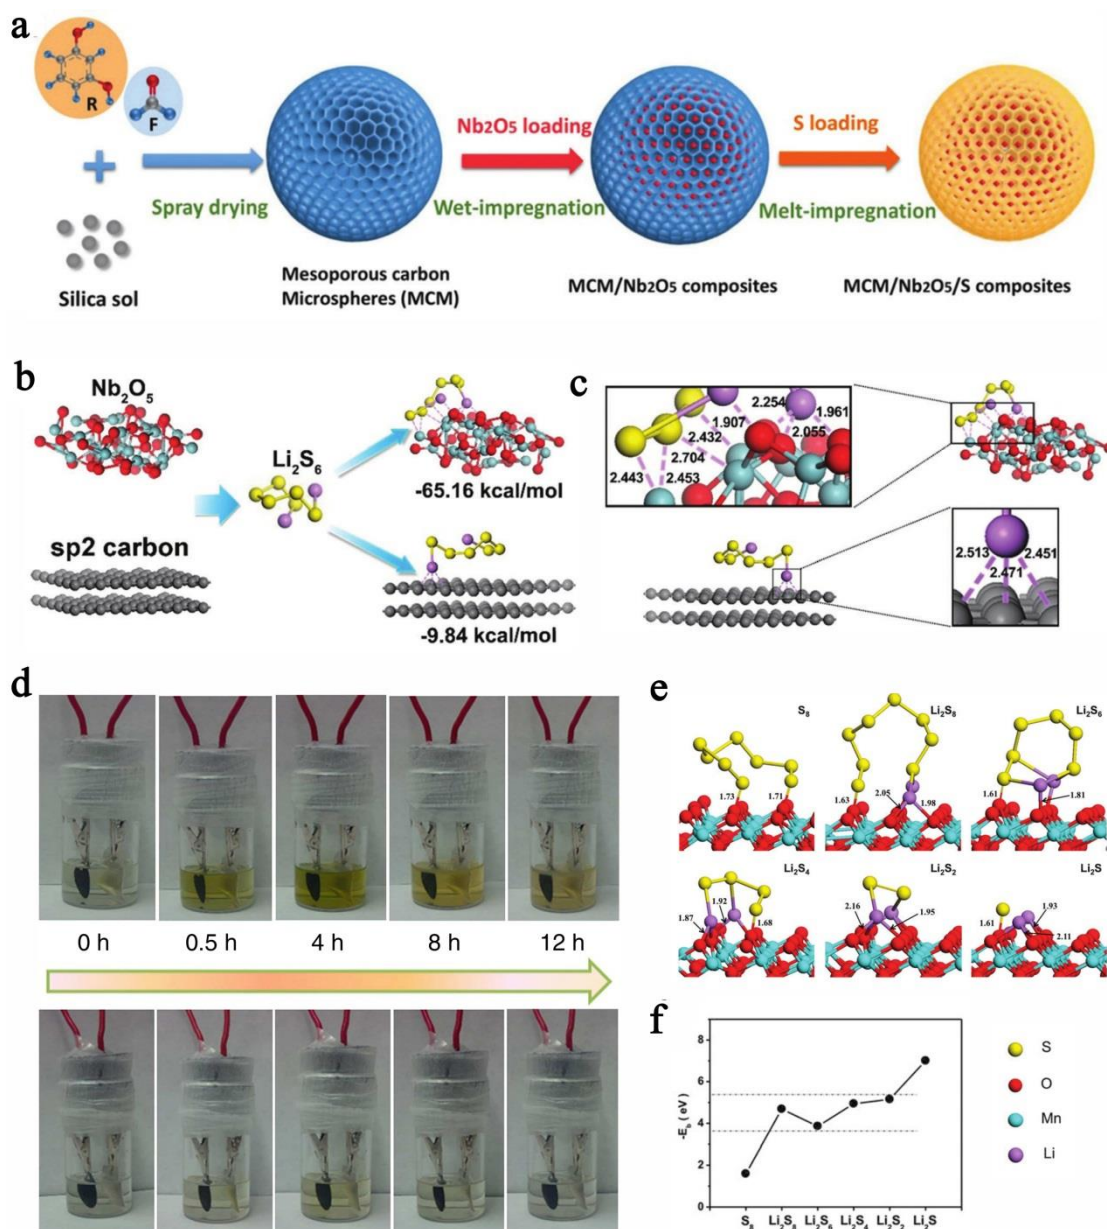 a
R
F
Silica sol
Spray drying
Mesoporous carbon
Microspheres (MCM)
Nb2O5 loading
Wet-impregnation
MCM/Nb2O5 composites
S loading
Melt-impregnation
MCM/Nb2O5/S composites
b
Nb2O5
Li2S6
-65.16 kcal/mol
sp2 carbon
-9.84 kcal/mol
c
2.254
1.961
1.907
2.432
2.055
2.704
2.443
2.453
2.513
2.451
2.471
d
0 h
0.5 h
4 h
8 h
12 h
e
S8
Li2S8
Li2S6
1.73
1.71
1.63
2.05
1.98
1.61
1.81
Li2S4
Li2S2
Li2S
1.87
1.92
1.68
2.16
1.95
1.61
1.93
2.11
f
-Eb (eV)
8
6
4
2
0
S8
Li2S8
Li2S6
Li2S4
Li2S2
Li2S
S
O
Mn
Li